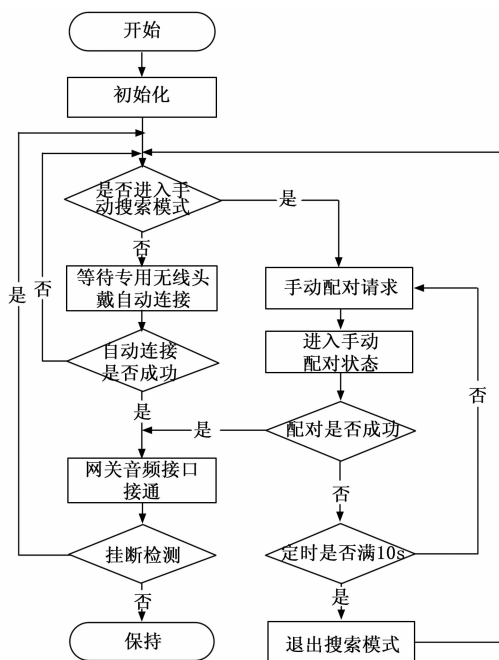 开始
初始化
是否进入手
动搜索模式
是
否
等待专用无线头
戴自动连接
手动配对请求
是
否
自动连接
是否成功
进入手动
配对状态
否
是
是
配对是否成功
网关音频接口
接通
否
挂断检测
定时是否满10s
否
是
保持
退出搜索模式